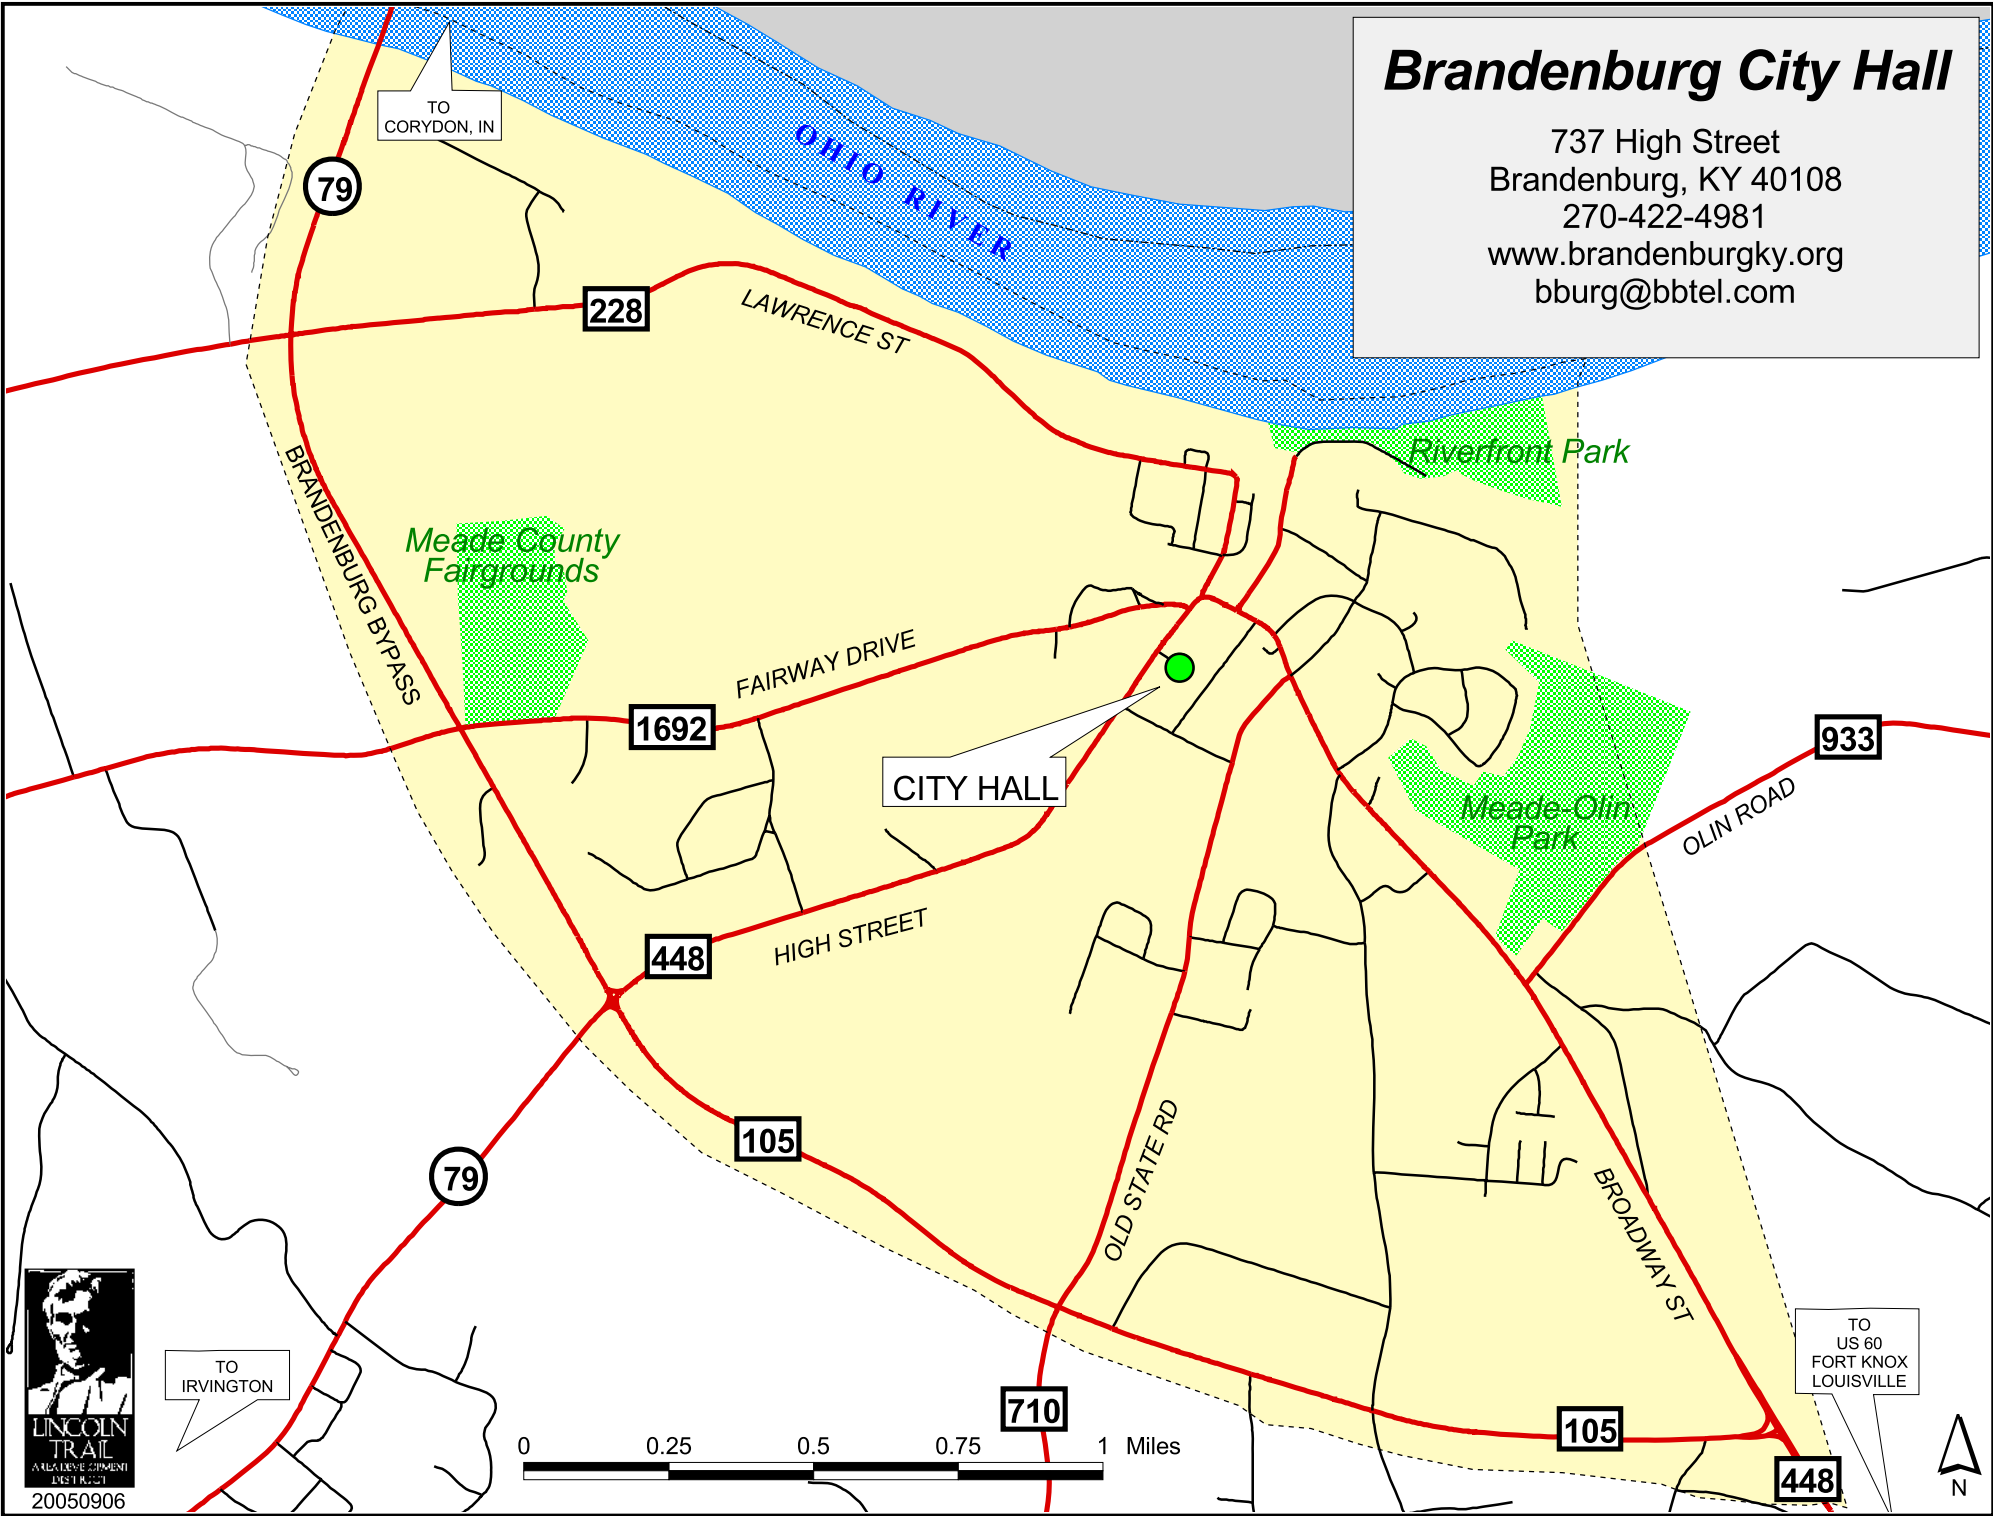 Brandenburg City Hall
737 High Street
Brandenburg, KY 40108
270-422-4981
www.brandenburgky.org
bburg@bbtel.com
TO
CORYDON, IN
OHIO RIVER
79
228
LAWRENCE ST
Riverfront Park
BRANDENBURG BYPASS
Meade County
Fairgrounds
FAIRWAY DRIVE
1692
933
CITY HALL
Meade-Olin
Park
OLIN ROAD
448
HIGH STREET
105
79
OLD STATE RD
BROADWAY ST
TO
IRVINGTON
TO
US 60
FORT KNOX
LOUISVILLE
710
105
448
0 0.25 0.5 0.75 1 Miles
N
LINCOLN
TRAIL
AREA DEVELOPMENT
DISTRICT
20050906